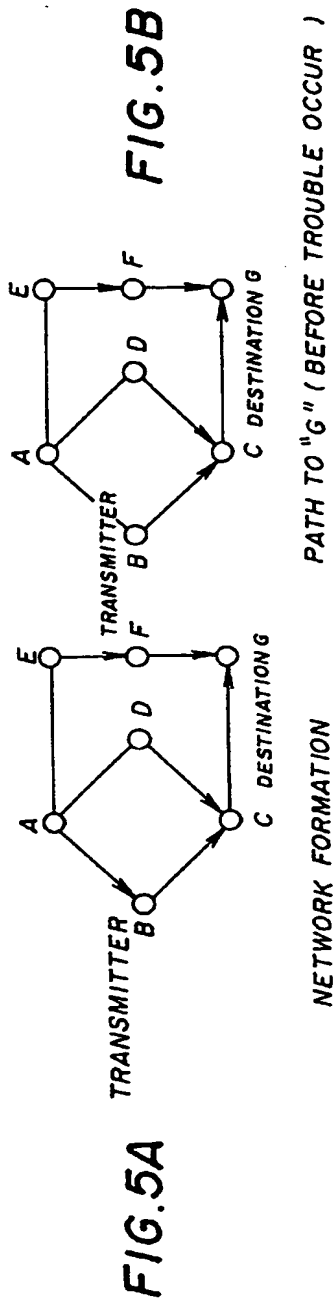 FIG.5A
TRANSMITTER
A
E
B
D
F
C DESTINATION G
NETWORK FORMATION
FIG.5B
TRANSMITTER
A
E
B
D
F
C DESTINATION G
PATH TO "G" ( BEFORE TROUBLE OCCUR )